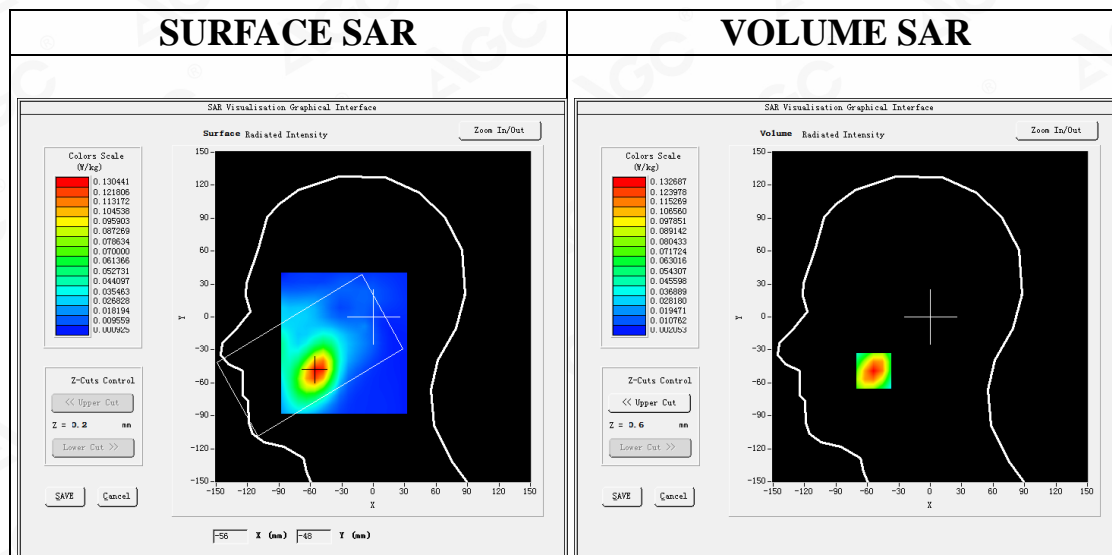 SURFACE SAR
VOLUME SAR
SAR Visualisation Graphical Interface
Surface Radiated Intensity
Zoom In/Out
Colors Scale
(W/kg)
0.130441
0.121806
0.113172
0.104538
0.095903
0.087269
0.078634
0.070000
0.061366
0.052731
0.044097
0.035463
0.026828
0.018194
0.009559
0.000925
Z-Cuts Control
<< Upper Cut
Z = 0.2 mm
Lower Cut >>
SAVE Cancel
150
120
90
60
30
0
-30
-60
-90
-120
-150
Y
-150 -120 -90 -60 -30 0 30 60 90 120 150
X
-56 X (mm) -48 Y (mm)
SAR Visualisation Graphical Interface
Volume Radiated Intensity
Zoom In/Out
Colors Scale
(W/kg)
0.132687
0.123978
0.115269
0.106560
0.097851
0.089142
0.080433
0.071724
0.063016
0.054307
0.045598
0.036889
0.028180
0.019471
0.010762
0.002053
Z-Cuts Control
<< Upper Cut
Z = 0.6 mm
Lower Cut >>
SAVE Cancel
150
120
90
60
30
0
-30
-60
-90
-120
-150
Y
-150 -120 -90 -60 -30 0 30 60 90 120 150
X